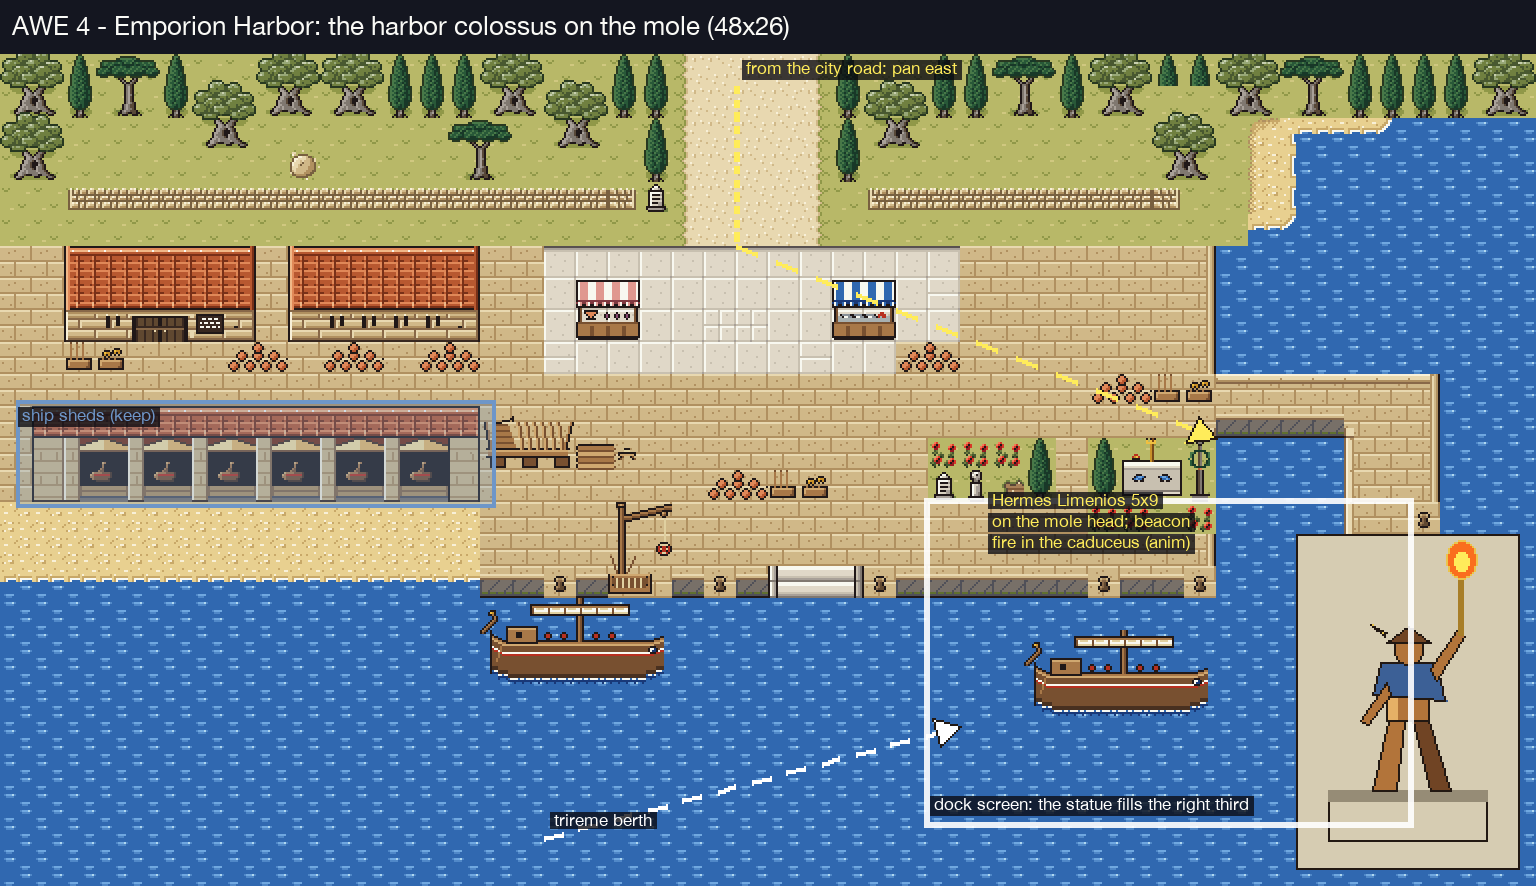 AWE 4 - Emporion Harbor: the harbor colossus on the mole (48x26)
from the city road: pan east
ship sheds (keep)
Hermes Limenios 5x9
on the mole head; beacon
fire in the caduceus (anim)
dock screen: the statue fills the right third
trireme berth